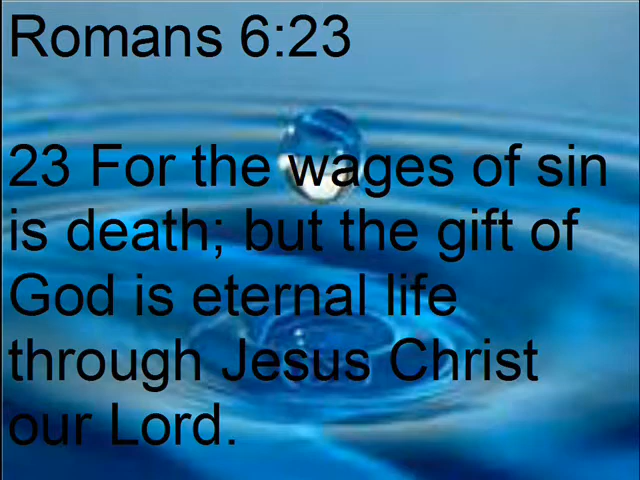 Romans 6:23
23 For the wages of sin
is death; but the gift of
God is eternal life
through Jesus Christ
our Lord.